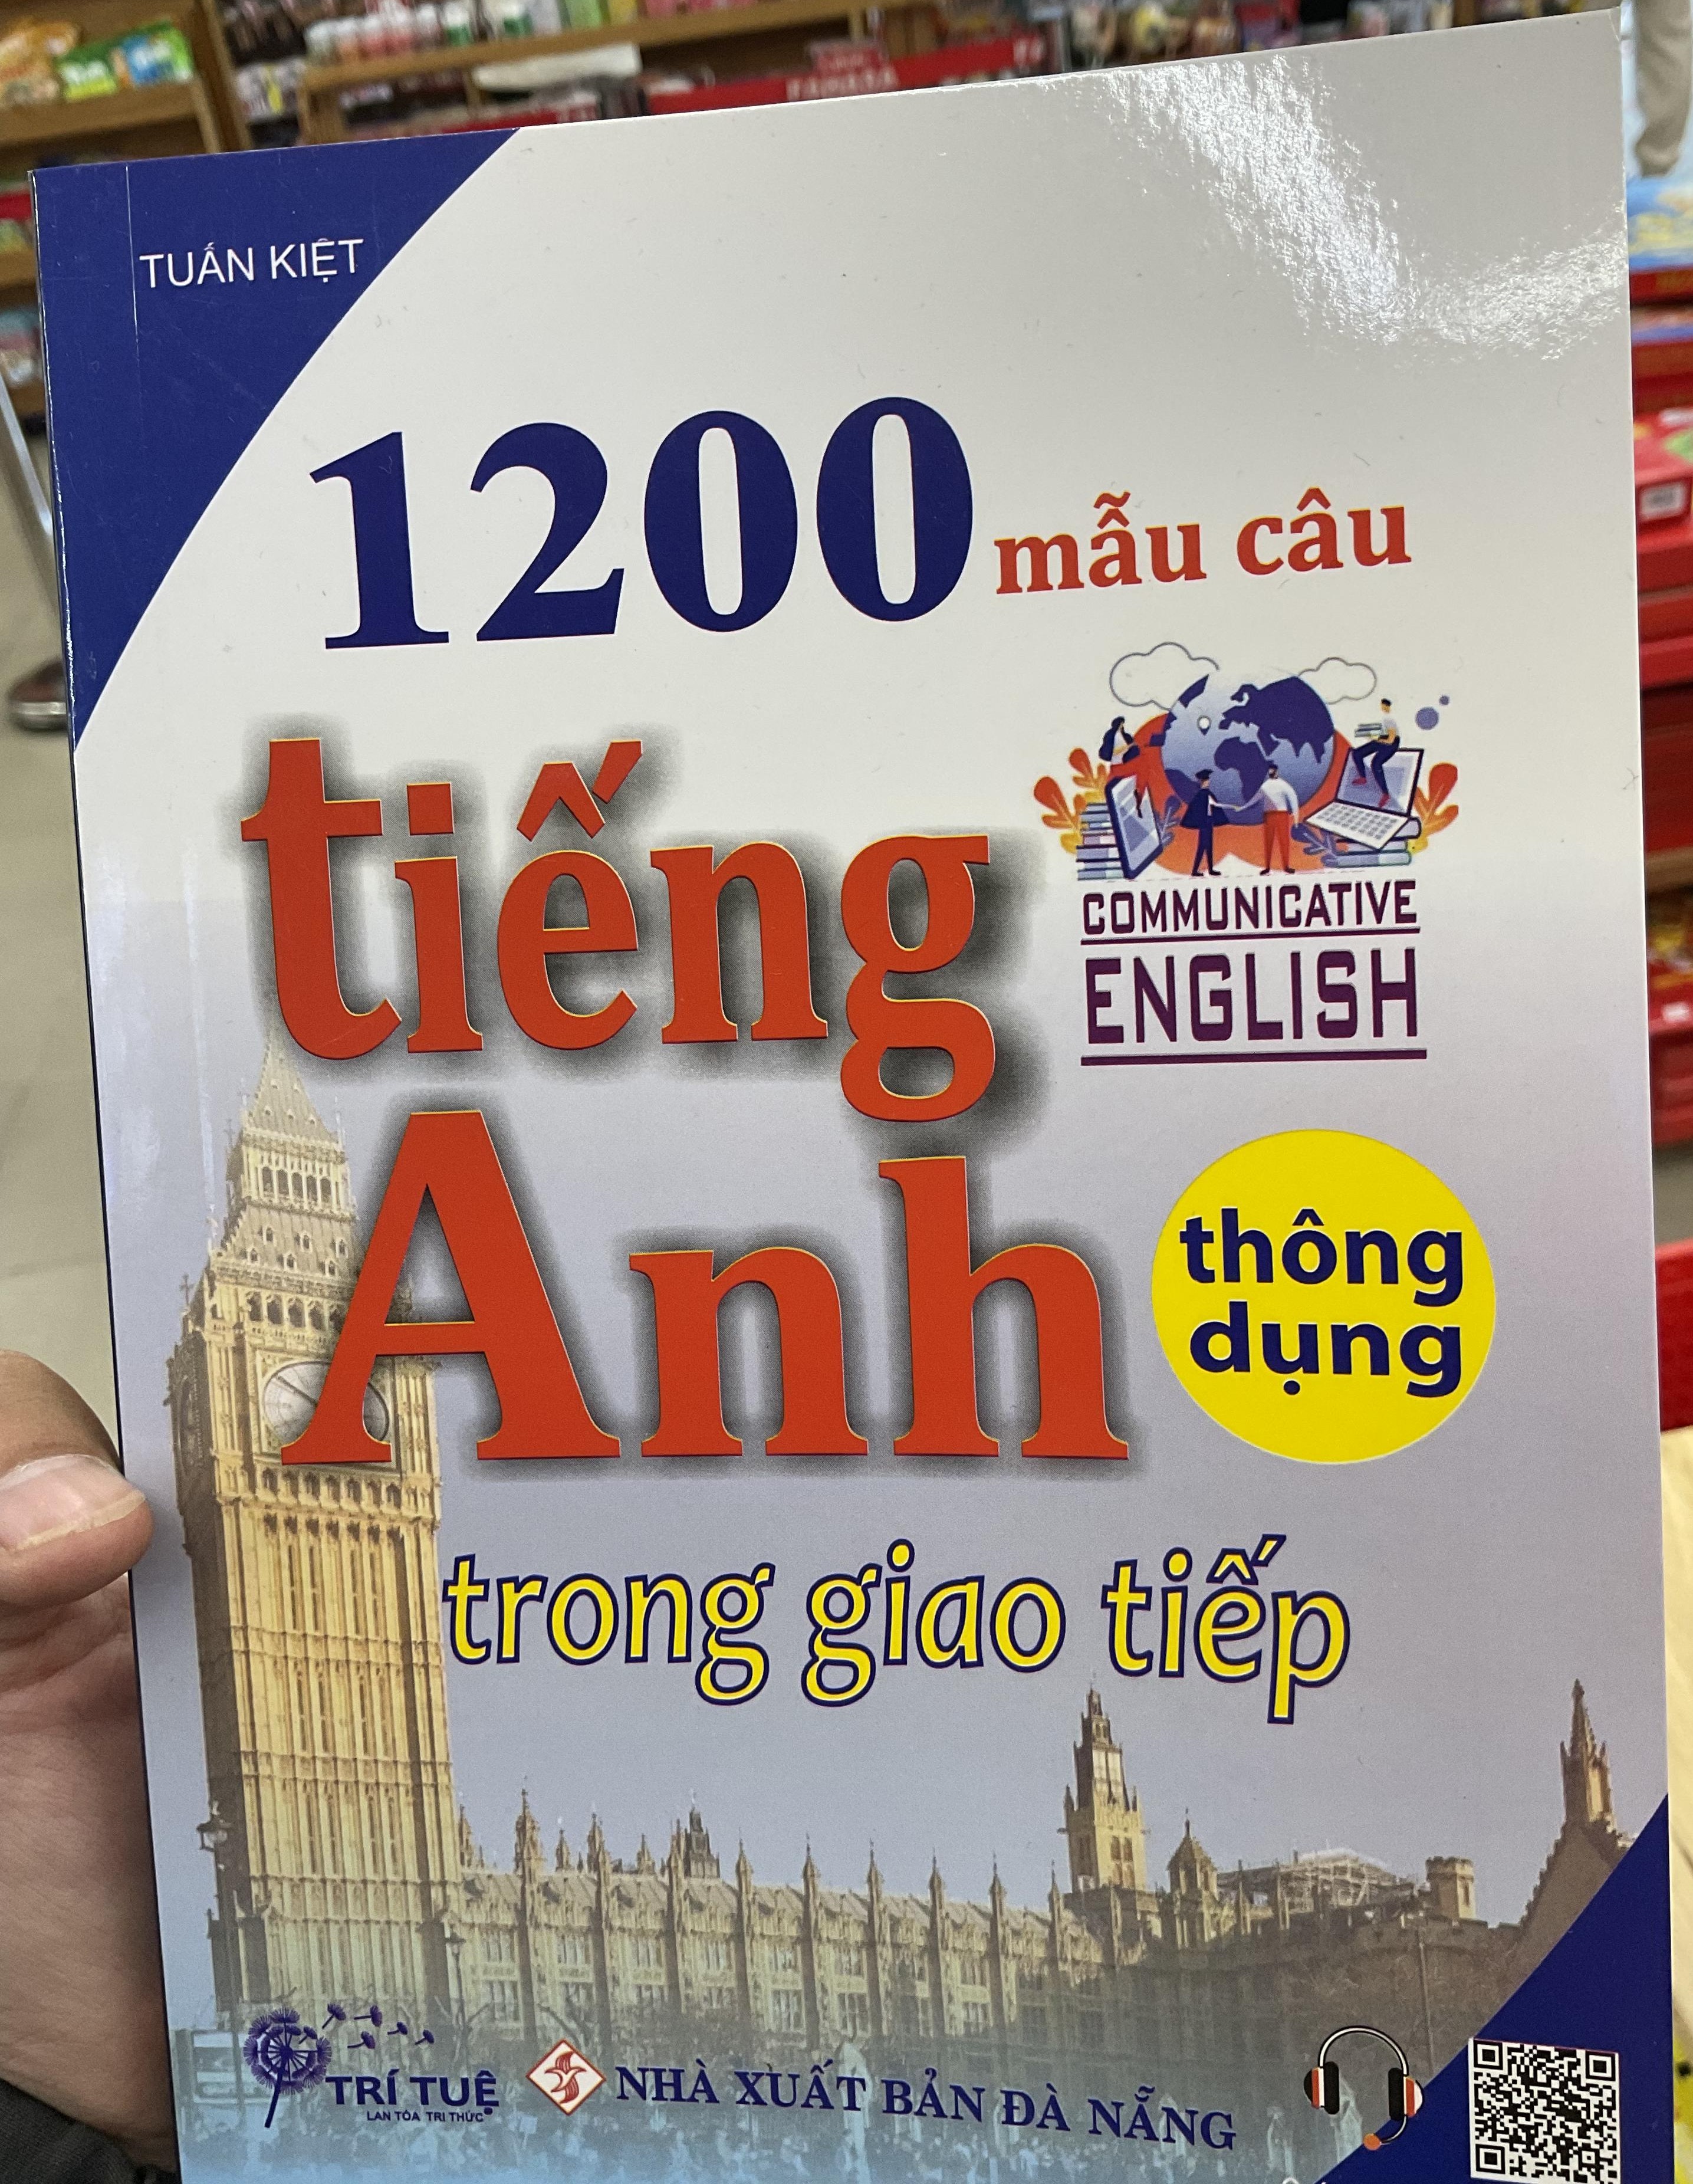 TUẤN KIỆT
1200 mẫu câu
tiếng
COMMUNICATIVE
ENGLISH
Anh
thông
dụng
trong giao tiếp
TRÍ TUỆ
LAN TỎA TRI THỨC
NHÀ XUẤT BẢN ĐÀ NẴNG